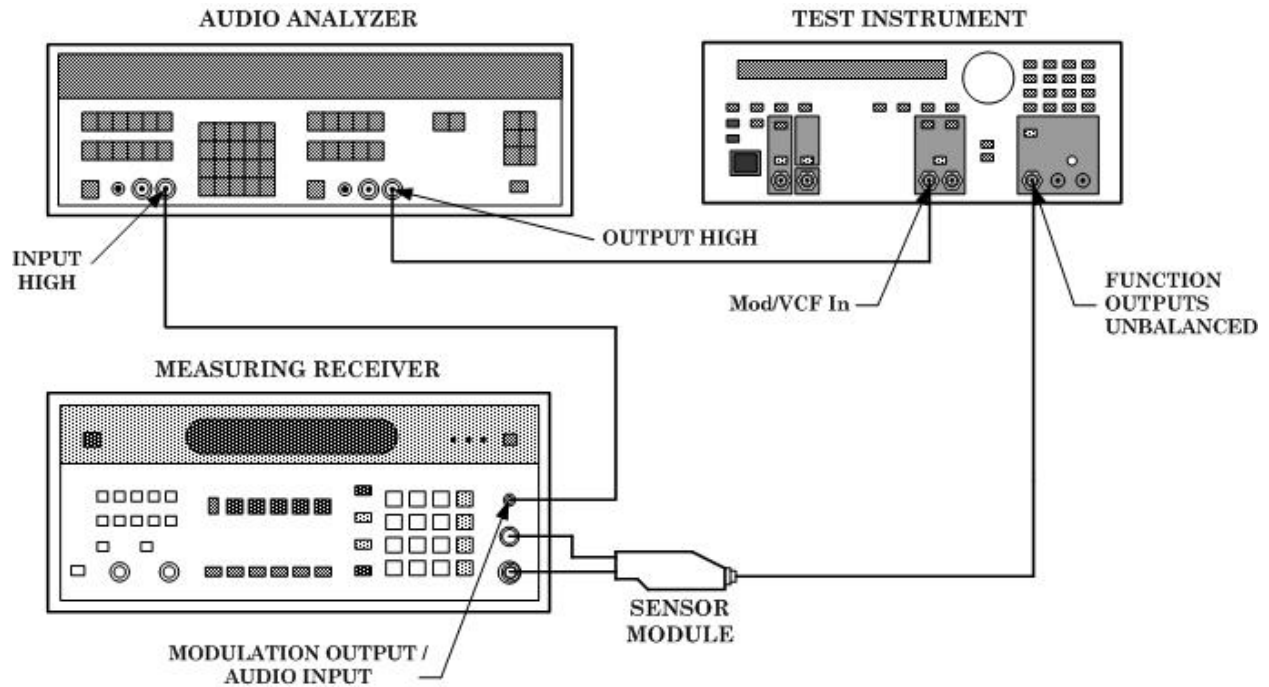 AUDIO ANALYZER
TEST INSTRUMENT
INPUT
HIGH
OUTPUT HIGH
Mod/VCF In
FUNCTION
OUTPUTS
UNBALANCED
MEASURING RECEIVER
SENSOR
MODULE
MODULATION OUTPUT /
AUDIO INPUT